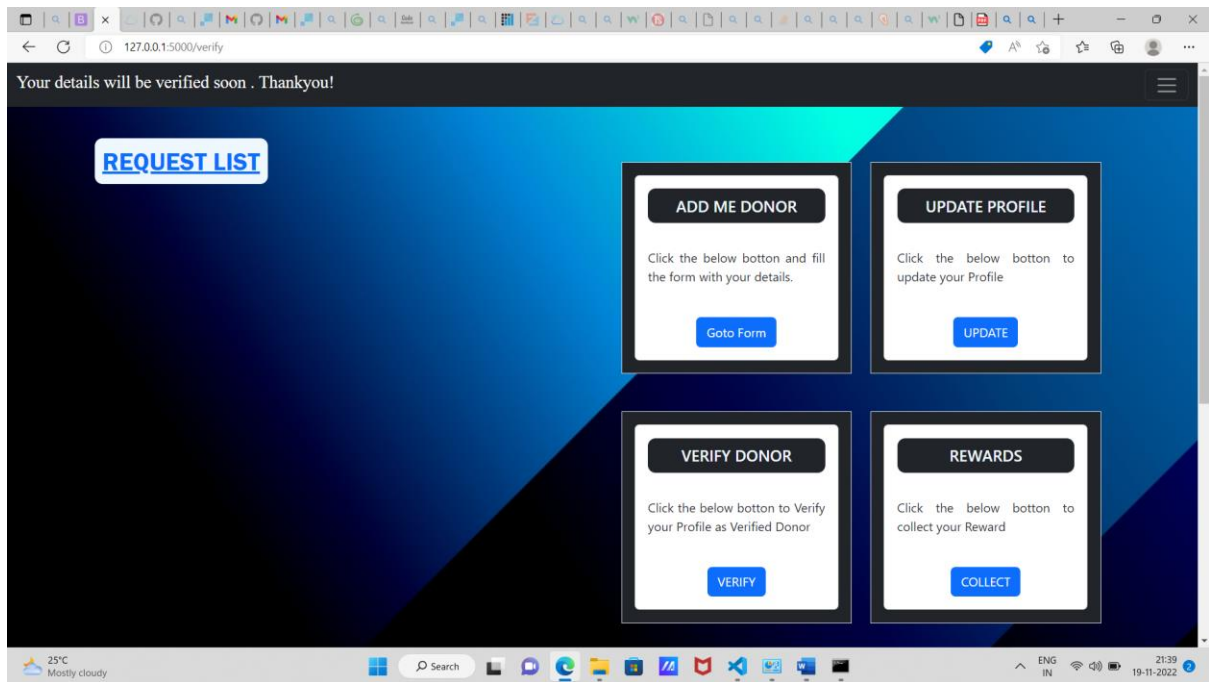 127.0.0.1:5000/verify
Your details will be verified soon . Thankyou!
REQUEST LIST
ADD ME DONOR
Click the below botton and fill
the form with your details.
Goto Form
UPDATE PROFILE
Click the below botton to
update your Profile
UPDATE
VERIFY DONOR
Click the below botton to Verify
your Profile as Verified Donor
VERIFY
REWARDS
Click the below botton to
collect your Reward
COLLECT
25°C
Mostly cloudy
Search
ENG
IN
21:39
19-11-2022
2